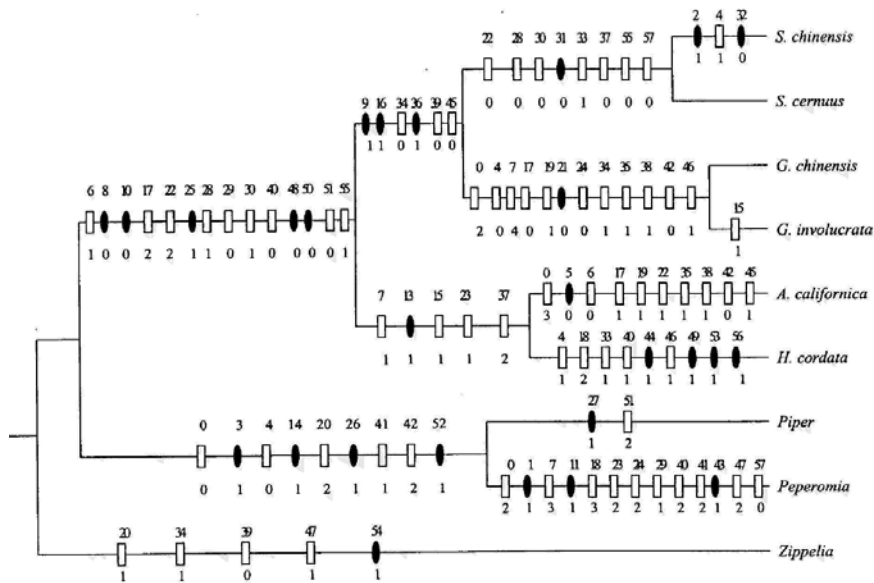 2 4 32
S. chinensis
1 1 0
22 28 30 31 33 37 55 57
0 0 0 0 1 0 0 0
S. cernuus
9 16 34 36 39 45
1 1 0 1 0 0
G. chinensis
0 4 7 17 19 21 24 34 35 38 42 46
2 0 4 0 1 0 0 1 1 1 0 1
15
G. involucrata
1
6 8 10 17 22 25 28 29 30 40 48 50 51 55
1 0 0 2 2 1 1 0 1 0 0 0 0 1
0 5 6 17 19 22 35 38 42 45
A. californica
3 0 0 1 1 1 1 1 0 1
7 13 15 23 37
1 1 1 1 2
4 18 33 40 44 46 49 53 56
H. cordata
1 2 1 1 1 1 1 1 1
27 51
Piper
1 2
0 3 4 14 20 26 41 42 52
0 1 0 1 2 1 1 2 1
0 1 7 11 18 23 24 29 40 41 43 47 57
Peperomia
2 1 3 1 3 2 2 1 2 2 1 2 0
20 34 39 47 54
Zippelia
1 1 0 1 1